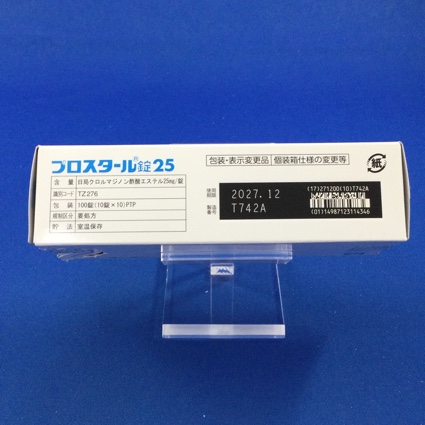 プロスタール®錠25
含　量 日局クロルマジノン酢酸エステル25mg/錠
識別コード TZ276
包　装 100錠(10錠×10)PTP
規制区分 要処方
貯　法 室温保存
包装・表示変更品 個装箱仕様の変更等
使用期限 2027.12
製造番号 T742A
(17)271200(10)T742A
(01)14987123114346
紙